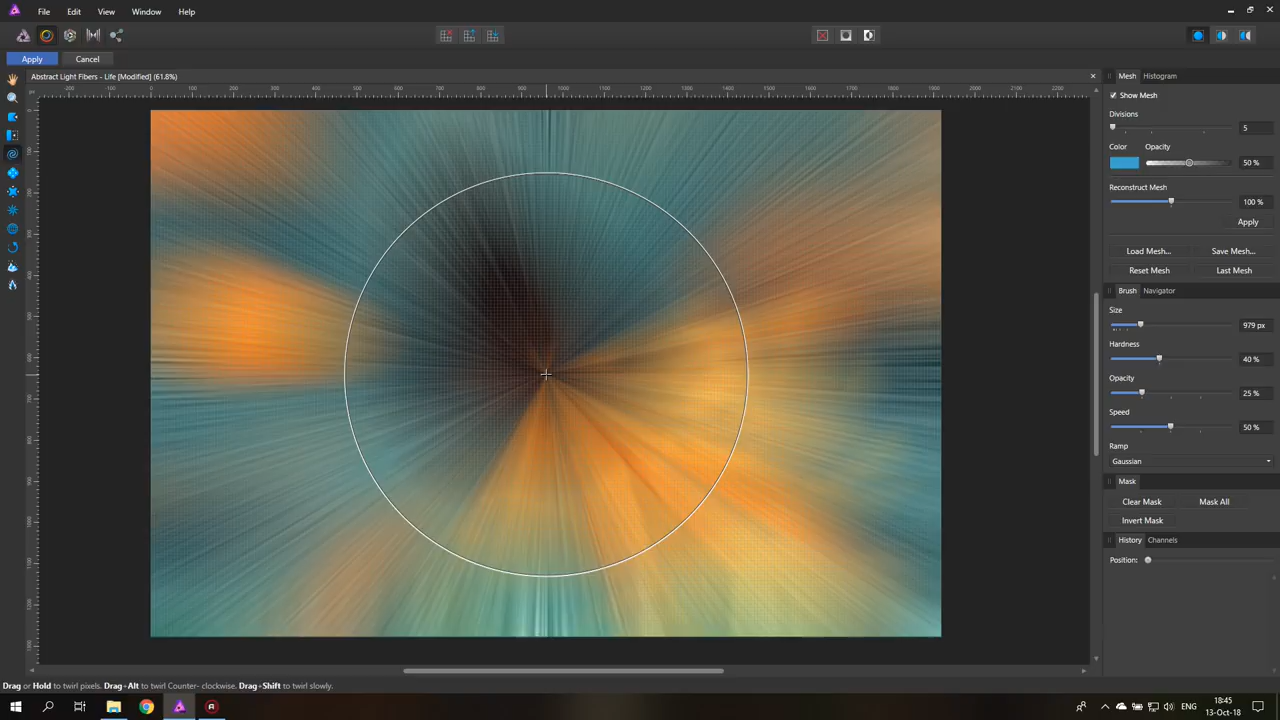 File Edit View Window Help
Apply Cancel
Abstract Light Fibers - Life [Modified] (61.8%)
Mesh Histogram
Show Mesh
Divisions
5
Color Opacity
50 %
Reconstruct Mesh
100 %
Apply
Load Mesh... Save Mesh...
Reset Mesh Last Mesh
Brush Navigator
Size
979 px
Hardness
40 %
Opacity
25 %
Speed
50 %
Ramp
Gaussian
Mask
Clear Mask Mask All
Invert Mask
History Channels
Position:
Drag or Hold to twirl pixels. Drag-Alt to twirl Counter- clockwise. Drag-Shift to twirl slowly.
ENG
18:45
13-Oct-18